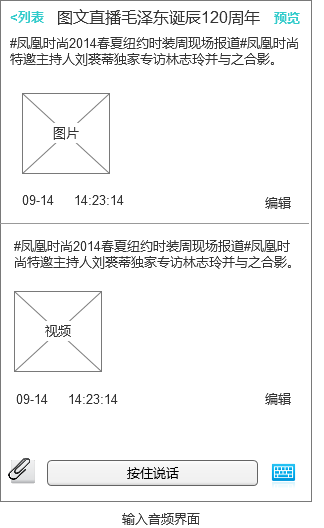 <列表 图文直播毛泽东诞辰120周年 预览
#凤凰时尚2014春夏纽约时装周现场报道#凤凰时尚
特邀主持人刘裘蒂独家专访林志玲并与之合影。
图片
09-14 14:23:14 编辑
#凤凰时尚2014春夏纽约时装周现场报道#凤凰时
尚特邀主持人刘裘蒂独家专访林志玲并与之合影。
视频
09-14 14:23:14 编辑
按住说话
输入音频界面